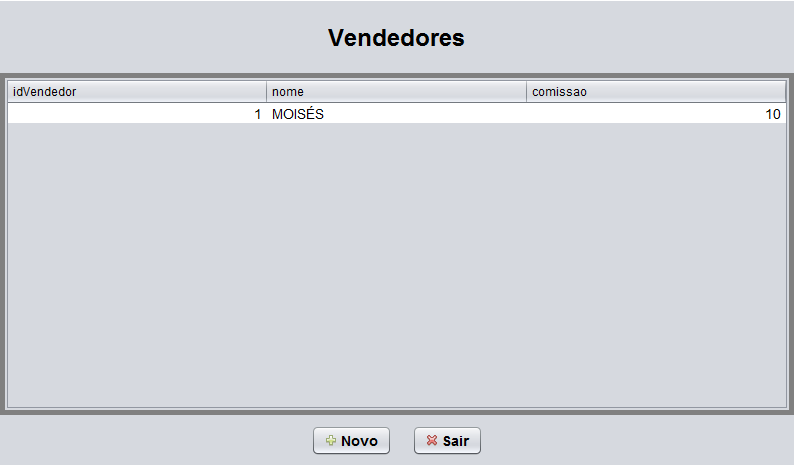 Vendedores
idVendedor nome comissao
1 MOISÉS 10
Novo Sair